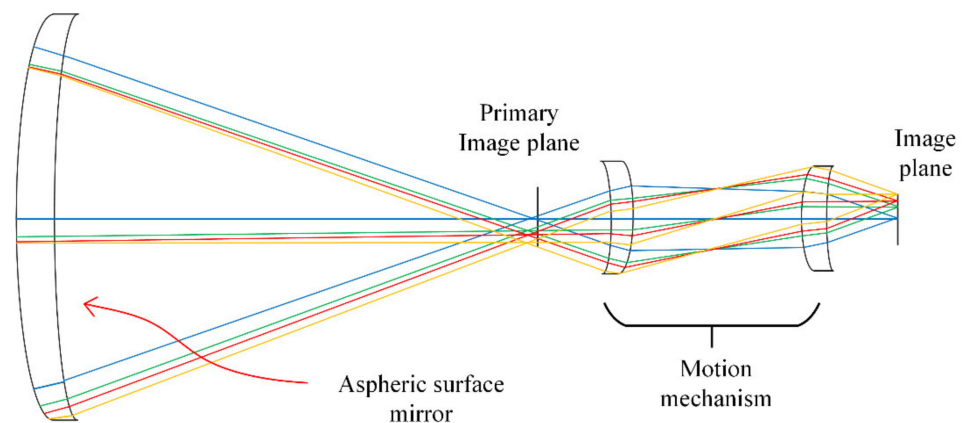 Primary
Image plane
Image
plane
Aspheric surface
mirror
Motion
mechanism